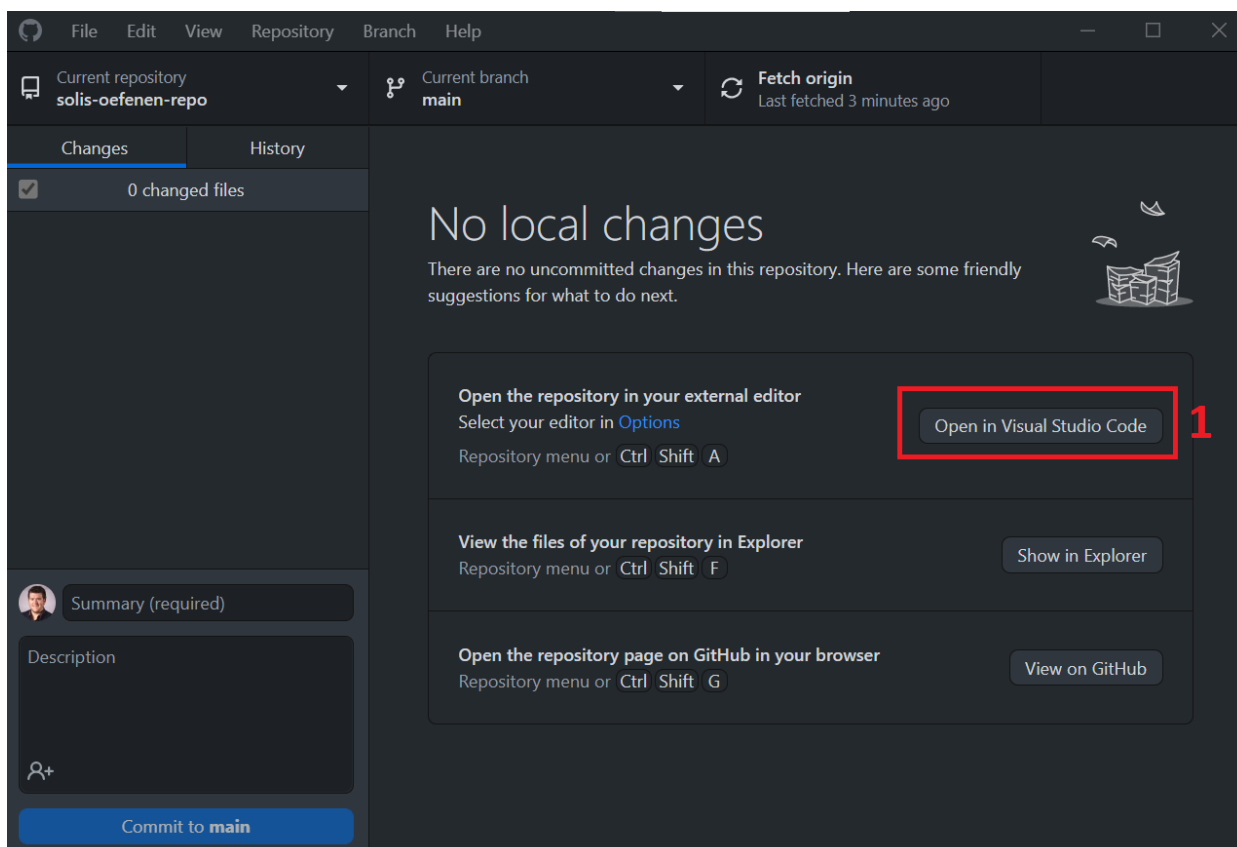 File Edit View Repository Branch Help
Current repository
solis-oefenen-repo
Current branch
main
Fetch origin
Last fetched 3 minutes ago
Changes
History
0 changed files
No local changes
There are no uncommitted changes in this repository. Here are some friendly
suggestions for what to do next.
Open the repository in your external editor
Select your editor in Options
Repository menu or Ctrl Shift A
Open in Visual Studio Code
1
View the files of your repository in Explorer
Repository menu or Ctrl Shift F
Show in Explorer
Open the repository page on GitHub in your browser
Repository menu or Ctrl Shift G
View on GitHub
Summary (required)
Description
Commit to main